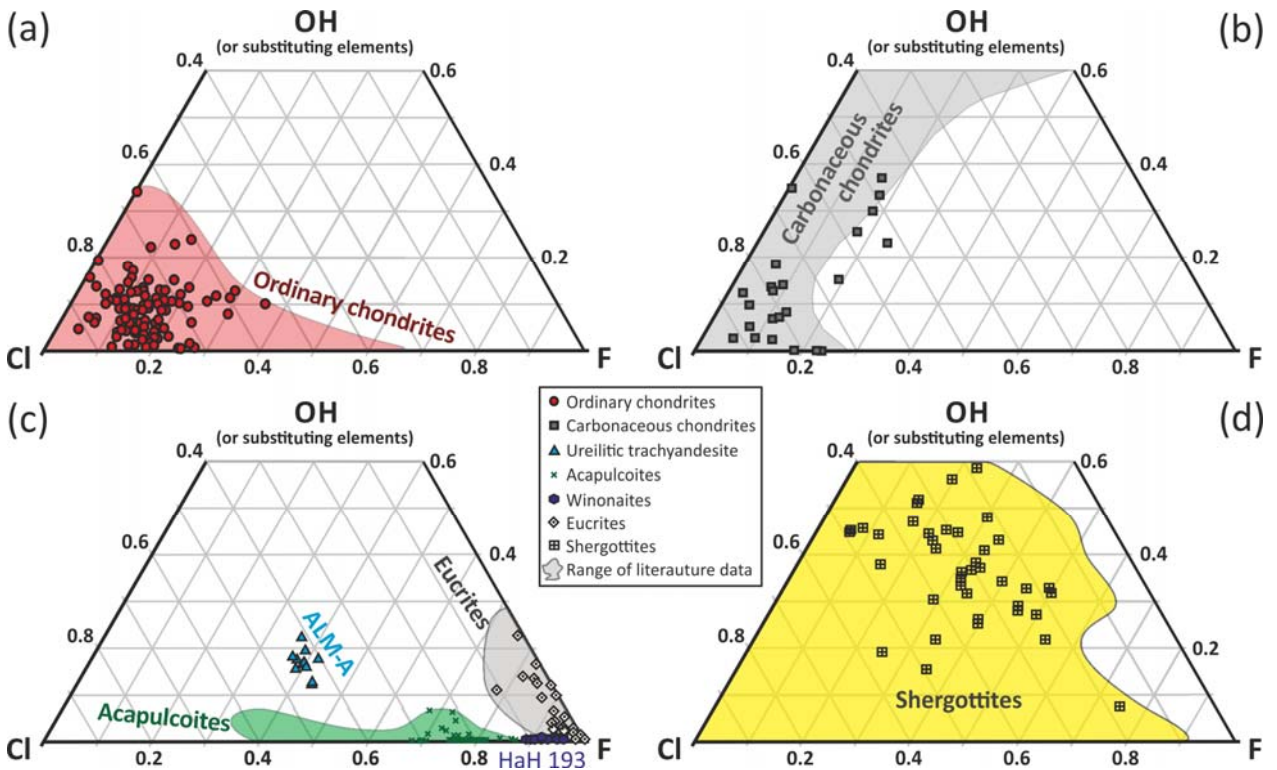 (a)
OH
(or substituting elements)
0.4
0.6
0.6
0.4
0.8
0.2
Ordinary chondrites
Cl
F
0.2
0.4
0.6
0.8
(b)
OH
(or substituting elements)
0.4
0.6
0.6
0.4
0.8
0.2
Carbonaceous
chondrites
Cl
F
0.2
0.4
0.6
0.8
(c)
OH
(or substituting elements)
0.4
0.6
0.6
0.4
0.8
Eucrites
ALM-A
Acapulcoites
Cl
F
0.2
0.4
0.6
0.8
HaH 193
Ordinary chondrites
Carbonaceous chondrites
Ureilitic trachyandesite
Acapulcoites
Winonaites
Eucrites
Shergottites
Range of literauture data
(d)
OH
(or substituting elements)
0.4
0.6
0.6
0.4
0.8
0.2
Shergottites
Cl
F
0.2
0.4
0.6
0.8